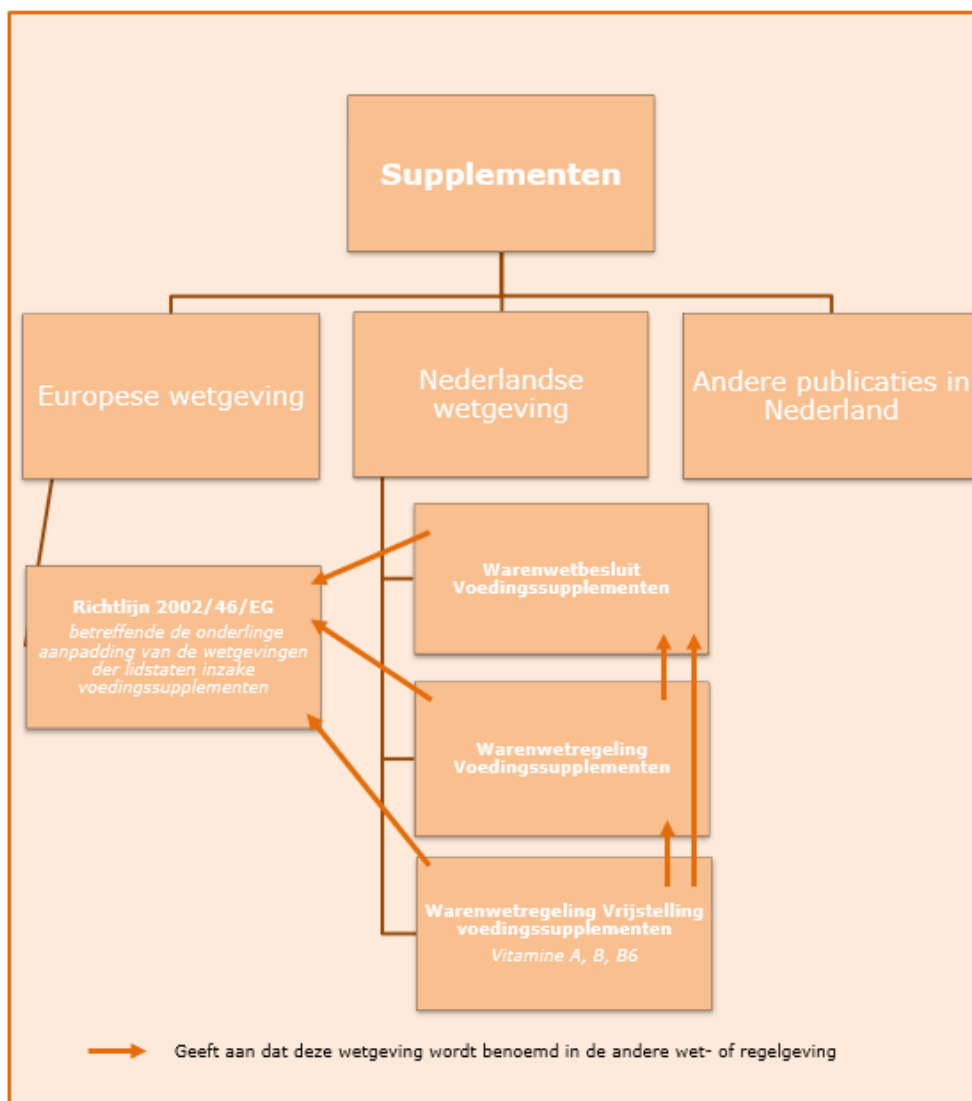 Supplementen
Europese wetgeving
Nederlandse
wetgeving
Andere publicaties in
Nederland
Richtlijn 2002/46/EG
betreffende de onderlinge
aanpadding van de wetgevingen
der lidstaten inzake
voedingssupplementen
Warenwetbesluit
Voedingssupplementen
Warenwetregeling
Voedingssupplementen
Warenwetregeling Vrijstelling
voedingssupplementen
Vitamine A, B, B6
Geeft aan dat deze wetgeving wordt benoemd in de andere wet- of regelgeving